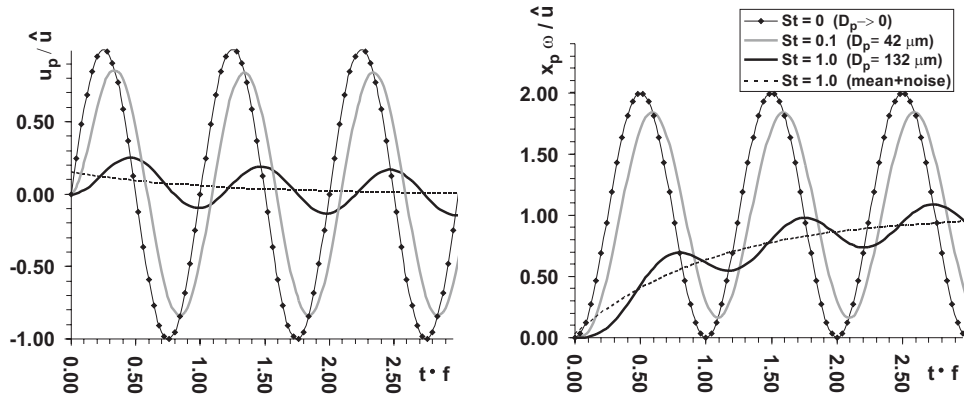 u_p / û
0.50
0.00
-0.50
-1.00
0.00
0.50
1.00
1.50
2.00
2.50
t • f
x_p ω / û
St = 0 (D_p–> 0)
St = 0.1 (D_p= 42 μm)
St = 1.0 (D_p= 132 μm)
St = 1.0 (mean+noise)
2.00
1.50
1.00
0.50
0.00
0.00
0.50
1.00
1.50
2.00
2.50
t • f